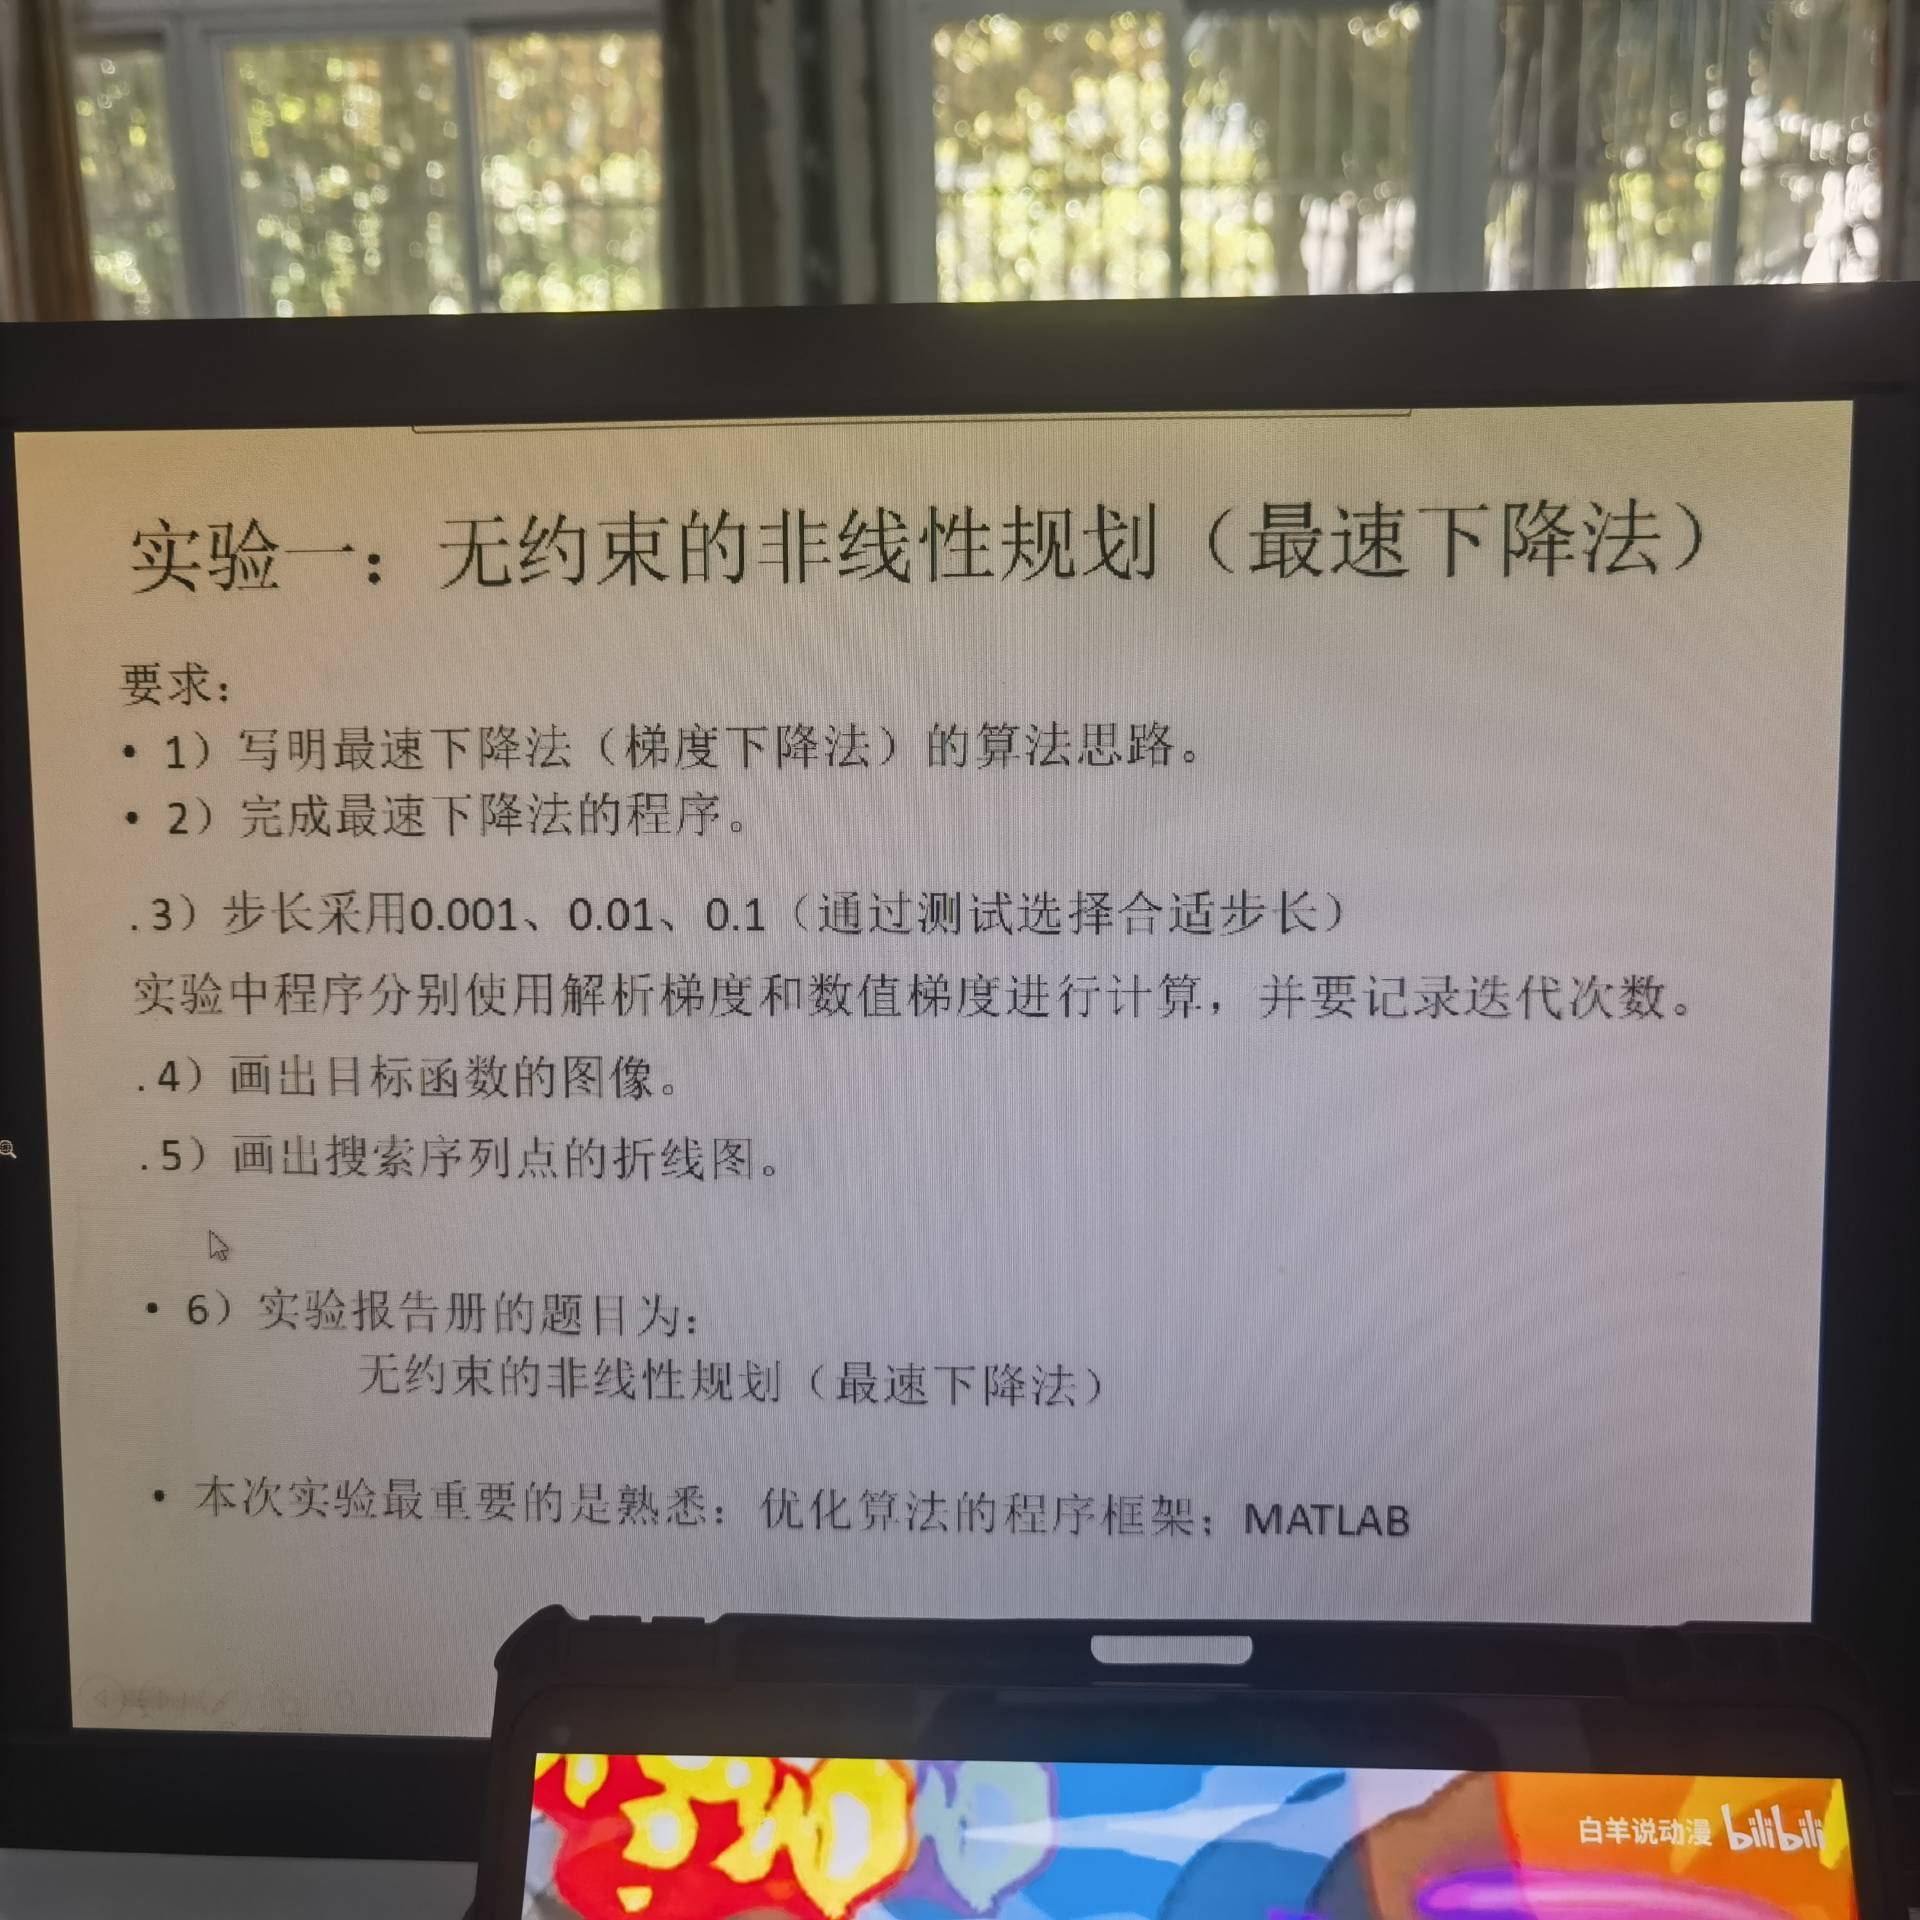 实验一：无约束的非线性规划（最速下降法）
要求：
• 1）写明最速下降法（梯度下降法）的算法思路。
• 2）完成最速下降法的程序。
.3）步长采用0.001、0.01、0.1（通过测试选择合适步长）
实验中程序分别使用解析梯度和数值梯度进行计算，并要记录迭代次数。
.4）画出目标函数的图像。
.5）画出搜索序列点的折线图。
• 6）实验报告册的题目为：
无约束的非线性规划（最速下降法）
• 本次实验最重要的是熟悉：优化算法的程序框架；MATLAB
白羊说动漫 bilibili